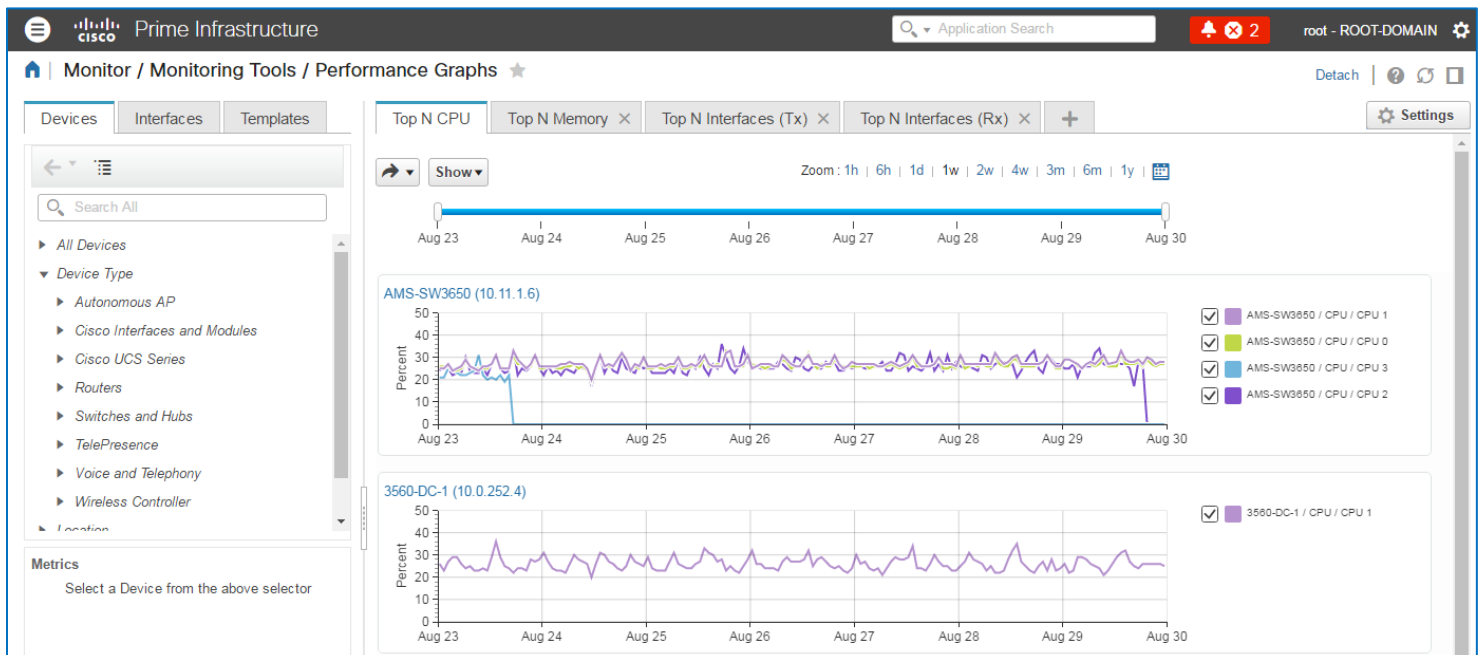 cisco Prime Infrastructure
Application Search
2
root - ROOT-DOMAIN
Monitor / Monitoring Tools / Performance Graphs
Detach
Devices Interfaces Templates
Top N CPU Top N Memory Top N Interfaces (Tx) Top N Interfaces (Rx)
Settings
Search All
All Devices
Device Type
Autonomous AP
Cisco Interfaces and Modules
Cisco UCS Series
Routers
Switches and Hubs
TelePresence
Voice and Telephony
Wireless Controller
Location
Metrics
Select a Device from the above selector
Show
Zoom : 1h | 6h | 1d | 1w | 2w | 4w | 3m | 6m | 1y |
Aug 23 Aug 24 Aug 25 Aug 26 Aug 27 Aug 28 Aug 29 Aug 30
AMS-SW3650 (10.11.1.6)
Percent
50
40
30
20
10
0
Aug 23 Aug 24 Aug 25 Aug 26 Aug 27 Aug 28 Aug 29 Aug 30
AMS-SW3650 / CPU / CPU 1
AMS-SW3650 / CPU / CPU 0
AMS-SW3650 / CPU / CPU 3
AMS-SW3650 / CPU / CPU 2
3560-DC-1 (10.0.252.4)
Percent
50
40
30
20
10
0
Aug 23 Aug 24 Aug 25 Aug 26 Aug 27 Aug 28 Aug 29 Aug 30
3560-DC-1 / CPU / CPU 1